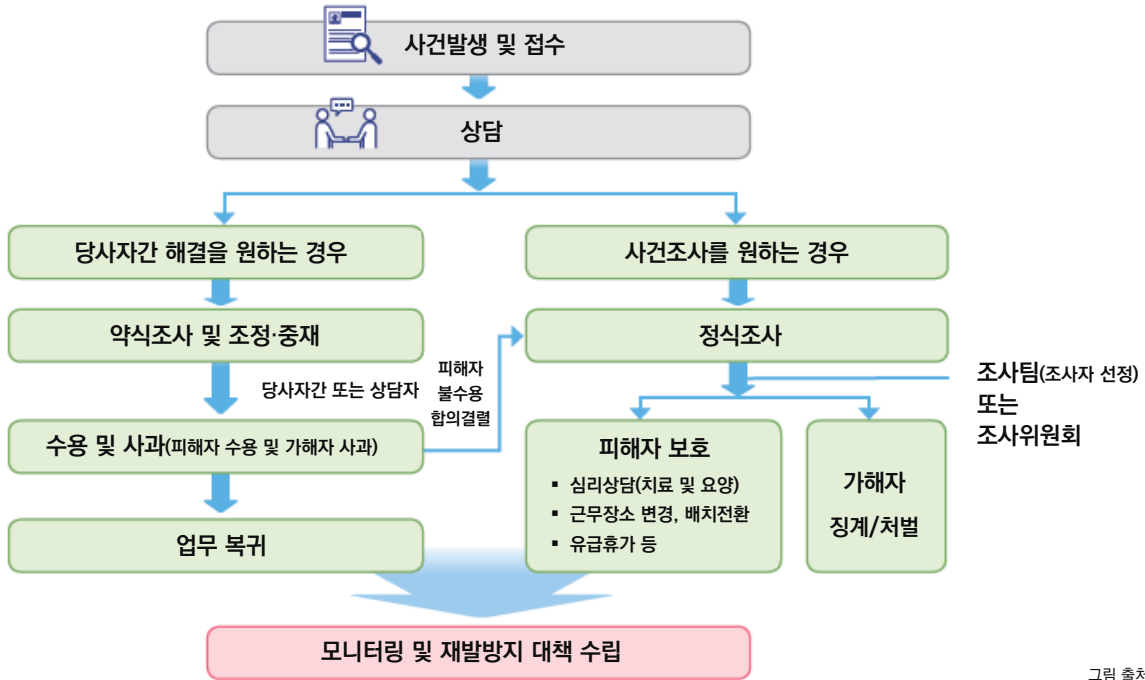 사건발생 및 접수
상담
당사자간 해결을 원하는 경우
사건조사를 원하는 경우
약식조사 및 조정·중재
정식조사
당사자간 또는 상담자
피해자
불수용
합의결렬
조사팀(조사자 선정)
또는
조사위원회
수용 및 사과(피해자 수용 및 가해자 사과)
피해자 보호
▪ 심리상담(치료 및 요양)
▪ 근무장소 변경, 배치전환
▪ 유급휴가 등
가해자
징계/처벌
업무 복귀
모니터링 및 재발방지 대책 수립
그림 출처